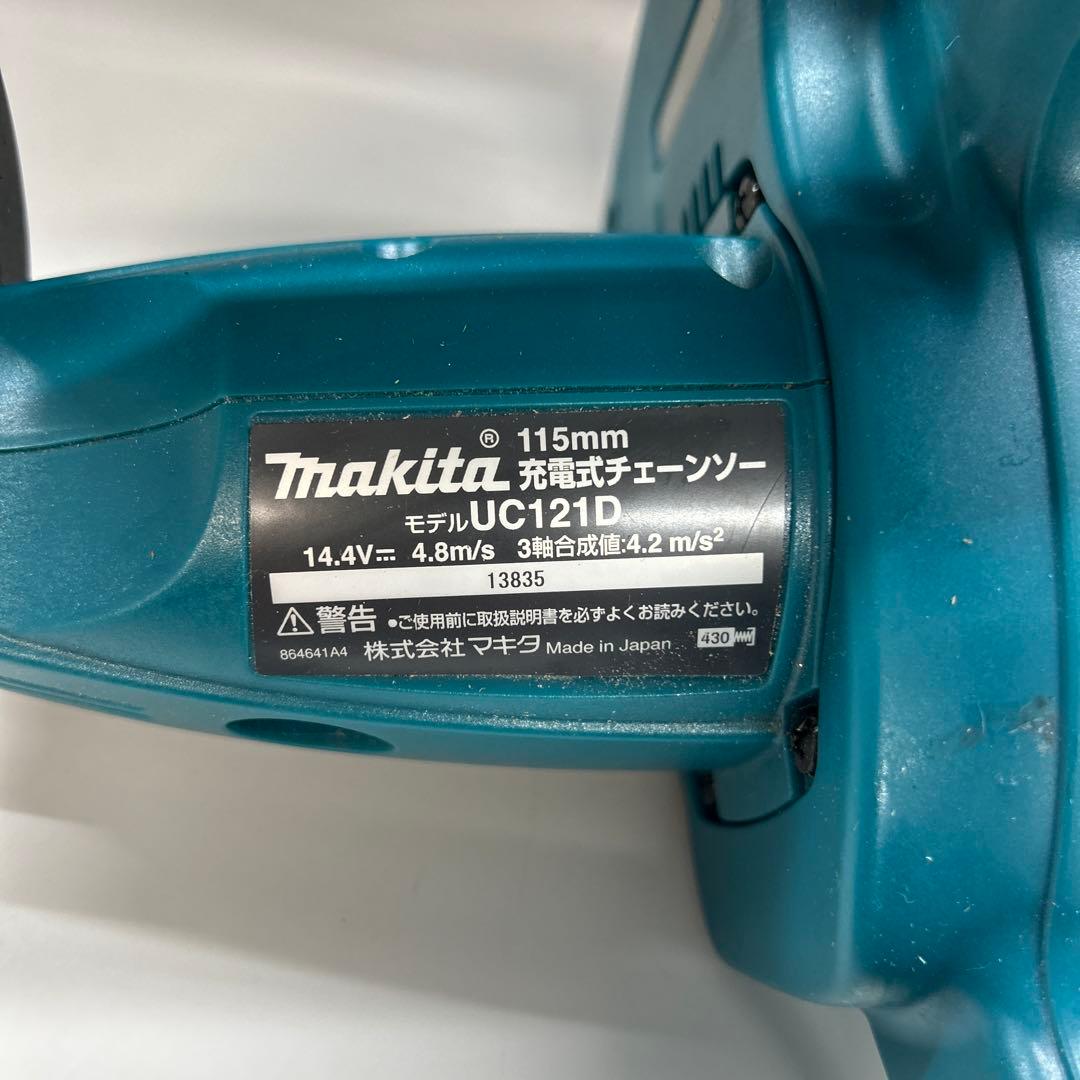 makita® 115mm
充電式チェーンソー
モデルUC121D
14.4V⎓ 4.8m/s 3軸合成値:4.2 m/s²
13835
⚠警告 •ご使用前に取扱説明書を必ずよくお読みください。
864641A4 株式会社マキタ Made in Japan 430